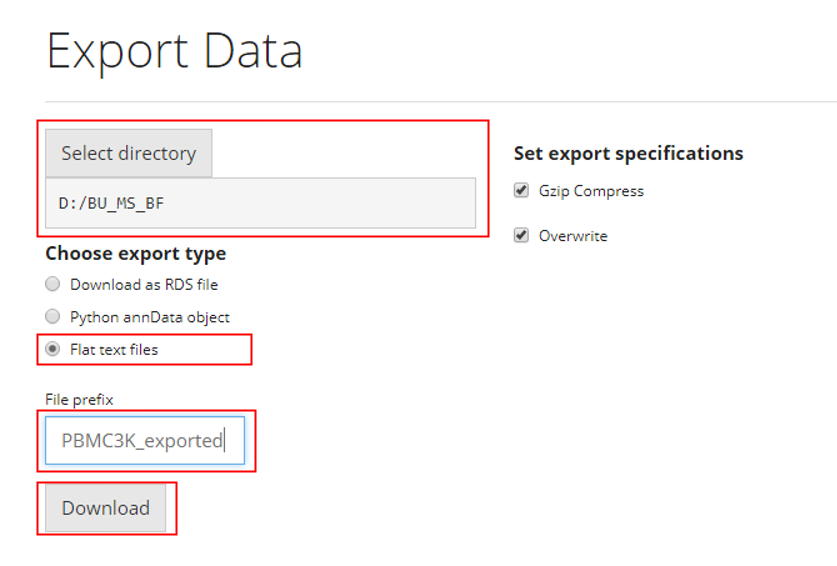 Export Data
Select directory
D:/BU_MS_BF
Choose export type
Download as RDS file
Python annData object
Flat text files
File prefix
PBMC3K_exported
Download
Set export specifications
Gzip Compress
Overwrite